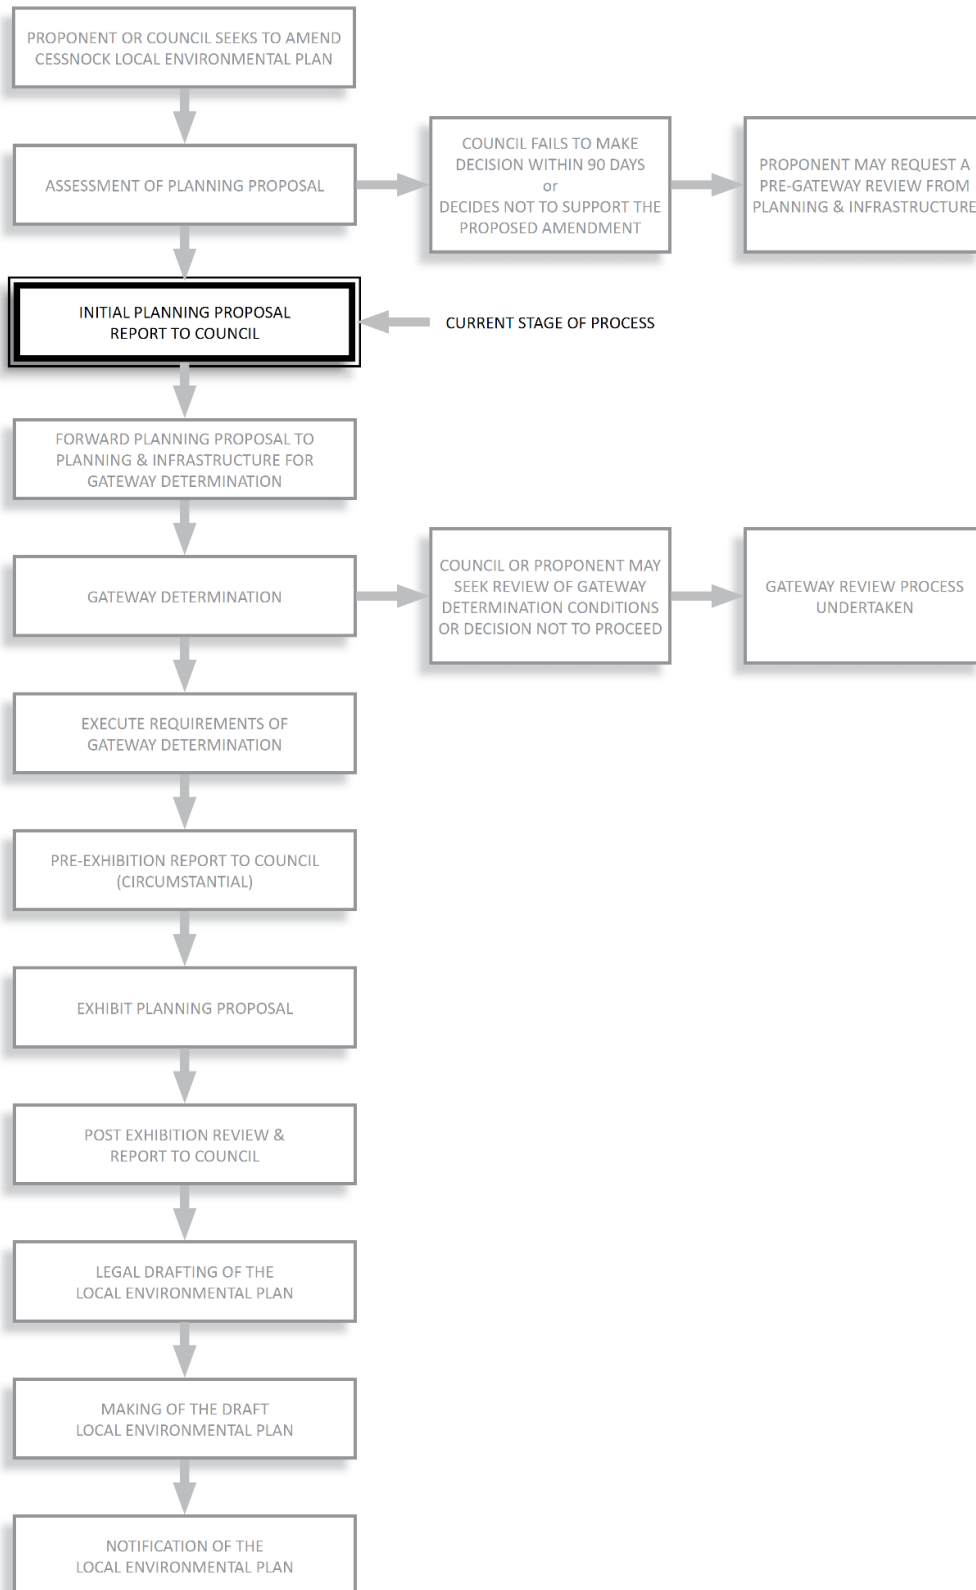 PROPONENT OR COUNCIL SEEKS TO AMEND
CESSNOCK LOCAL ENVIRONMENTAL PLAN
ASSESSMENT OF PLANNING PROPOSAL
COUNCIL FAILS TO MAKE
DECISION WITHIN 90 DAYS
or
DECIDES NOT TO SUPPORT THE
PROPOSED AMENDMENT
PROPONENT MAY REQUEST A
PRE-GATEWAY REVIEW FROM
PLANNING & INFRASTRUCTURE
INITIAL PLANNING PROPOSAL
REPORT TO COUNCIL
CURRENT STAGE OF PROCESS
FORWARD PLANNING PROPOSAL TO
PLANNING & INFRASTRUCTURE FOR
GATEWAY DETERMINATION
GATEWAY DETERMINATION
COUNCIL OR PROPONENT MAY
SEEK REVIEW OF GATEWAY
DETERMINATION CONDITIONS
OR DECISION NOT TO PROCEED
GATEWAY REVIEW PROCESS
UNDERTAKEN
EXECUTE REQUIREMENTS OF
GATEWAY DETERMINATION
PRE-EXHIBITION REPORT TO COUNCIL
(CIRCUMSTANTIAL)
EXHIBIT PLANNING PROPOSAL
POST EXHIBITION REVIEW &
REPORT TO COUNCIL
LEGAL DRAFTING OF THE
LOCAL ENVIRONMENTAL PLAN
MAKING OF THE DRAFT
LOCAL ENVIRONMENTAL PLAN
NOTIFICATION OF THE
LOCAL ENVIRONMENTAL PLAN